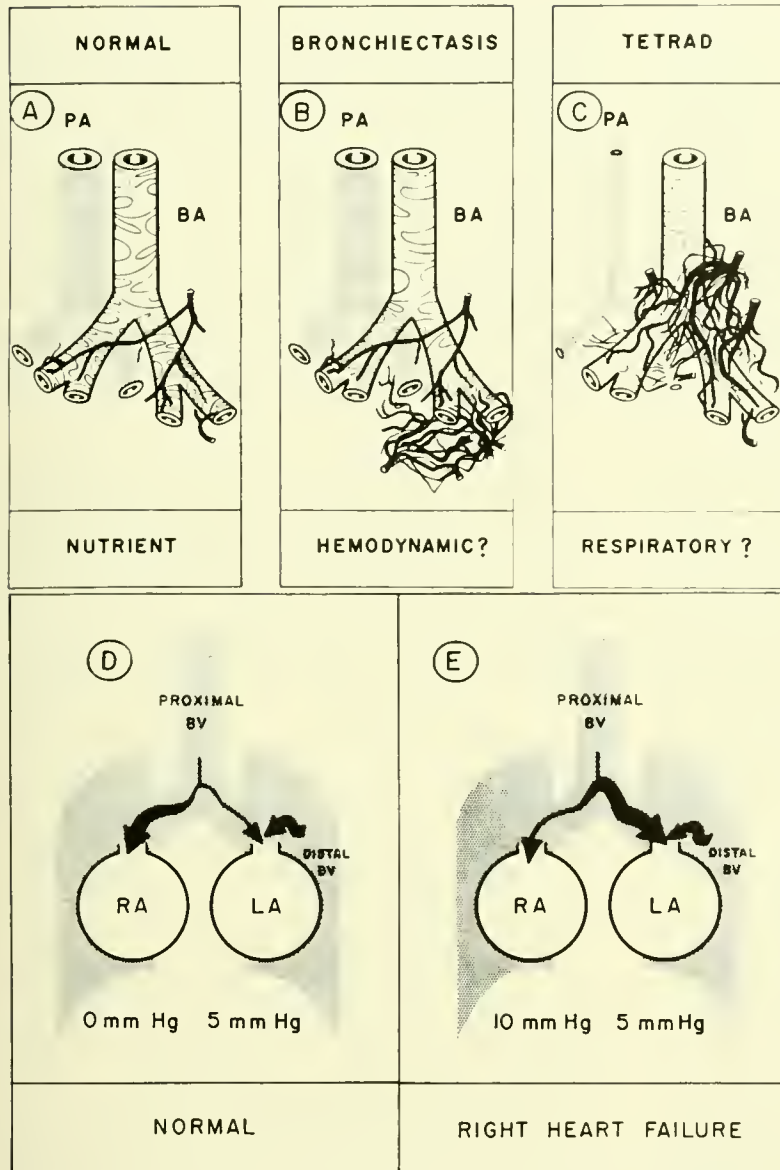 NORMAL
BRONCHIECTASIS
TETRAD
A
PA
BA
B
PA
BA
C
PA
BA
NUTRIENT
HEMODYNAMIC?
RESPIRATORY ?
D
PROXIMAL
BV
DISTAL
BV
RA
LA
0 mm Hg 5 mm Hg
E
PROXIMAL
BV
DISTAL
BV
RA
LA
10 mm Hg 5 mm Hg
NORMAL
RIGHT HEART FAILURE